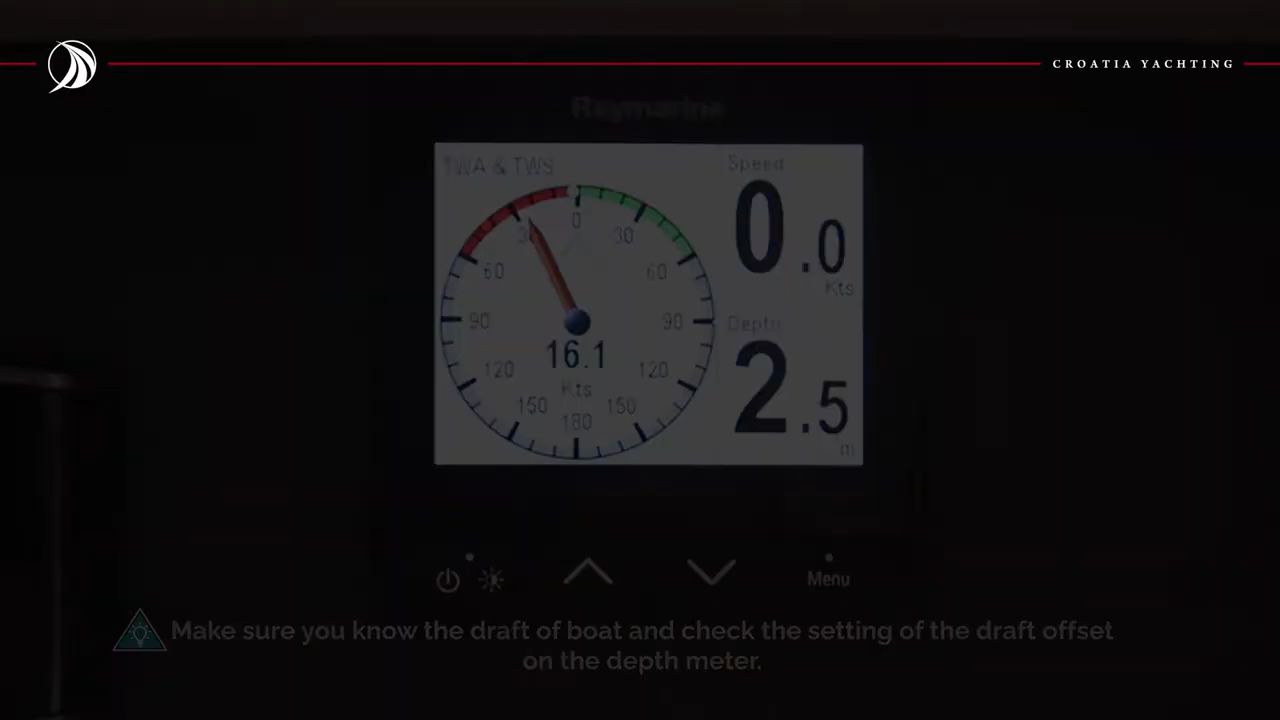 CROATIA YACHTING
Raymarine
TWA & TWS
Speed
0.0
Kts
0
30
30
60
60
90
90
120
120
150
150
180
16.1
Kts
Depth
2.5
m
Menu
Make sure you know the draft of boat and check the setting of the draft offset
on the depth meter.